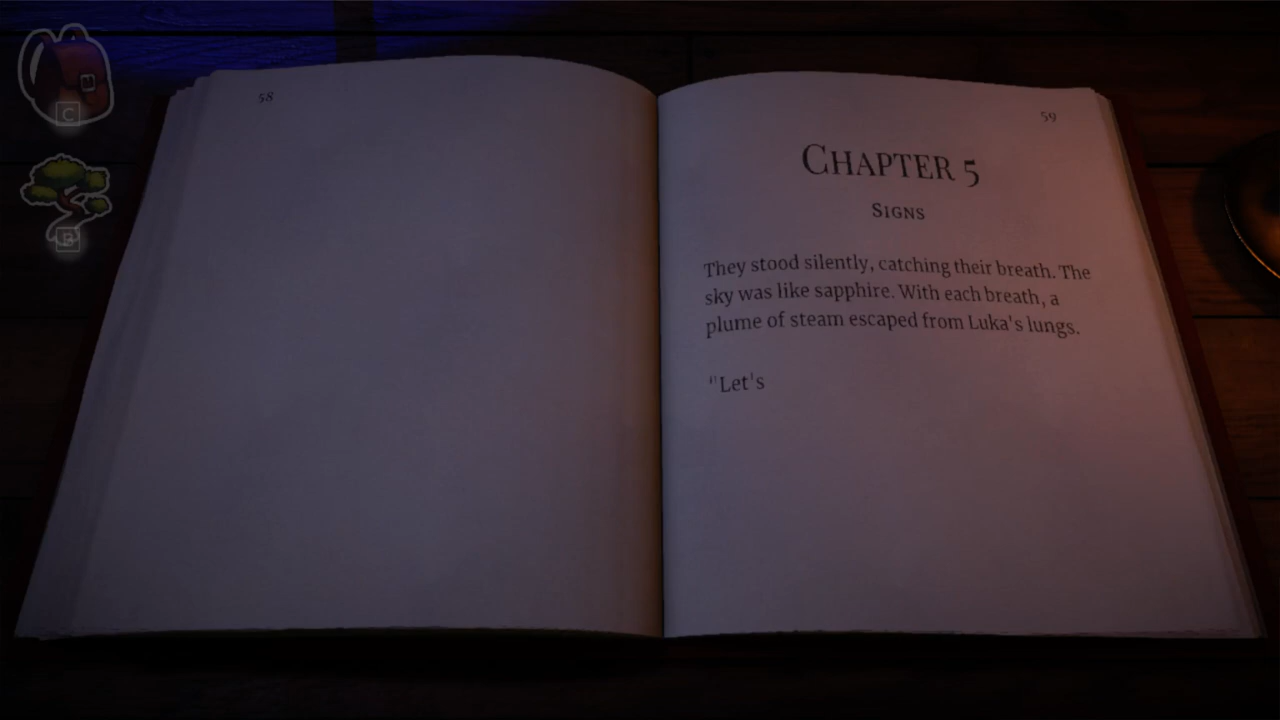 58
59
CHAPTER 5
SIGNS
They stood silently, catching their breath. The
sky was like sapphire. With each breath, a
plume of steam escaped from Luka's lungs.
"Let's
C
B